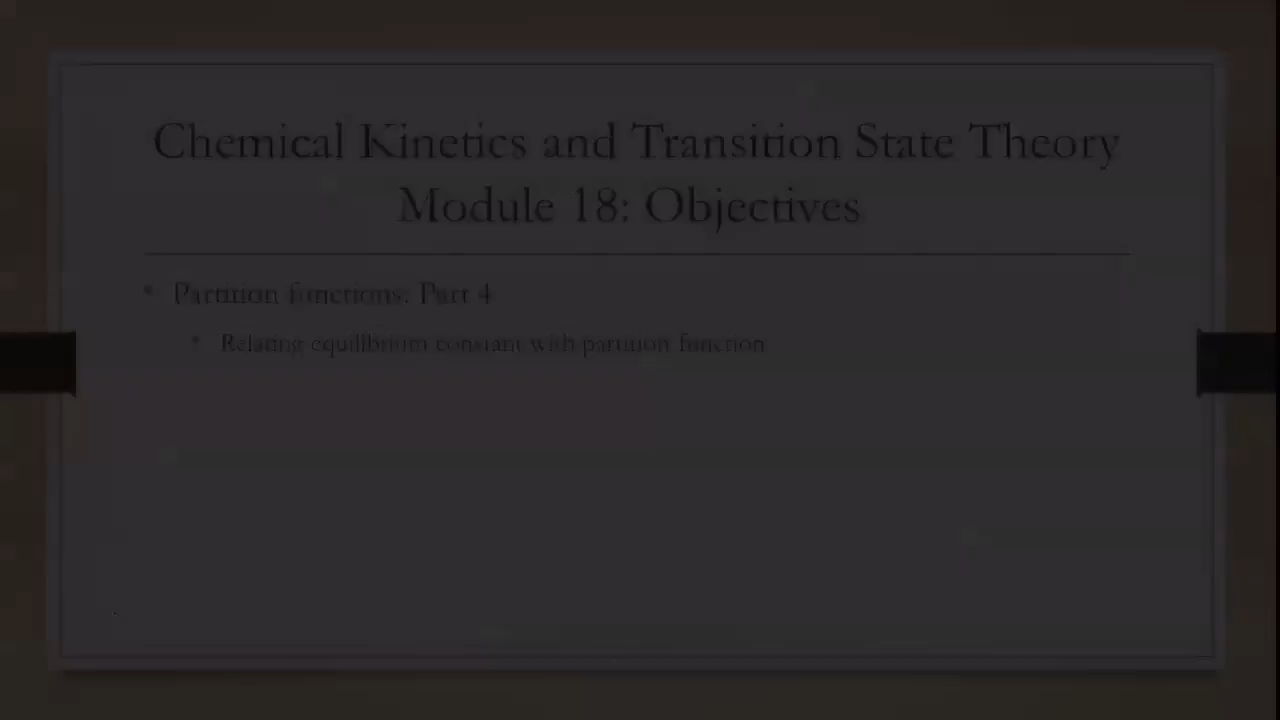 Chemical Kinetics and Transition State Theory
Module 18: Objectives
• Partition functions: Part 4
• Relating equilibrium constant with partition function